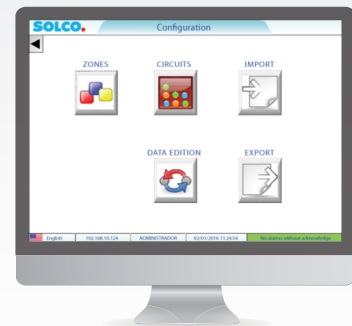 SOLCO.
Configuration
ZONES
CIRCUITS
IMPORT
DATA EDITION
EXPORT
English 192.168.10.124 ADMINISTRADOR 02/01/2016 11:24:54 No alarms without acknowledge